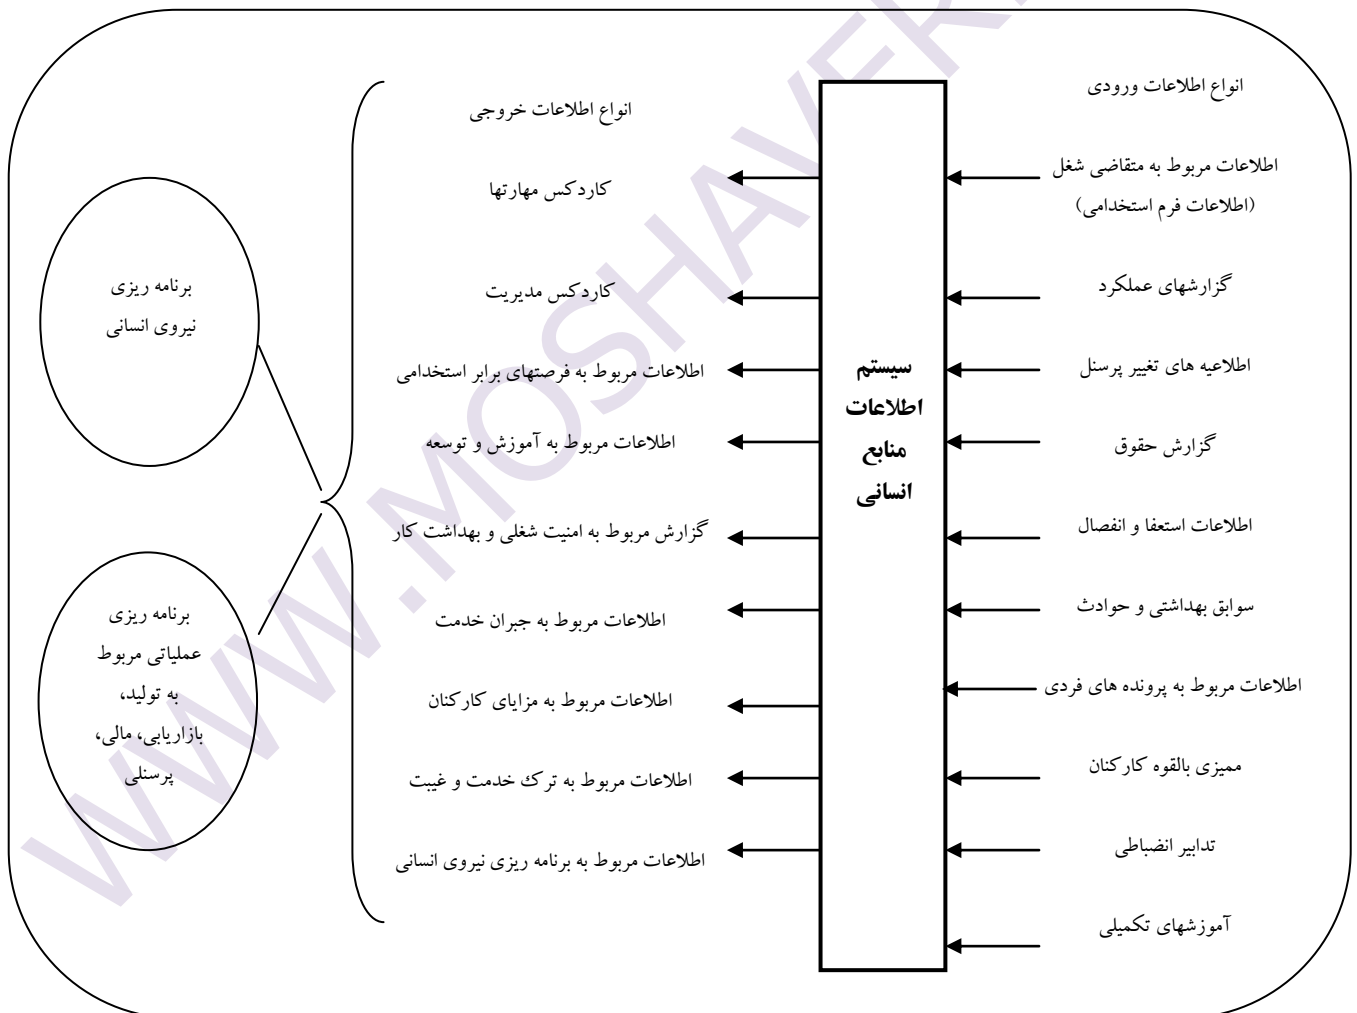 انواع اطلاعات ورودی
اطلاعات مربوط به متقاضی شغل
(اطلاعات فرم استخدامی)
گزارشهای عملکرد
اطلاعیه های تغییر پرسنل
گزارش حقوق
اطلاعات استعفا و انفصال
سوابق بهداشتی و حوادث
اطلاعات مربوط به پرونده های فردی
ممیزی بالقوه کارکنان
تدابیر انضباطی
آموزشهای تکمیلی
سیستم
اطلاعات
منابع
انسانی
انواع اطلاعات خروجی
کاردکس مهارتها
کاردکس مدیریت
اطلاعات مربوط به فرصتهای برابر استخدامی
اطلاعات مربوط به آموزش و توسعه
گزارش مربوط به امنیت شغلی و بهداشت کار
اطلاعات مربوط به جبران خدمت
اطلاعات مربوط به مزایای کارکنان
اطلاعات مربوط به ترک خدمت و غیبت
اطلاعات مربوط به برنامه ریزی نیروی انسانی
برنامه ریزی
نیروی انسانی
برنامه ریزی
عملیاتی مربوط
به تولید،
بازاریابی، مالی،
پرسنلی
WWW.MOSHAVER